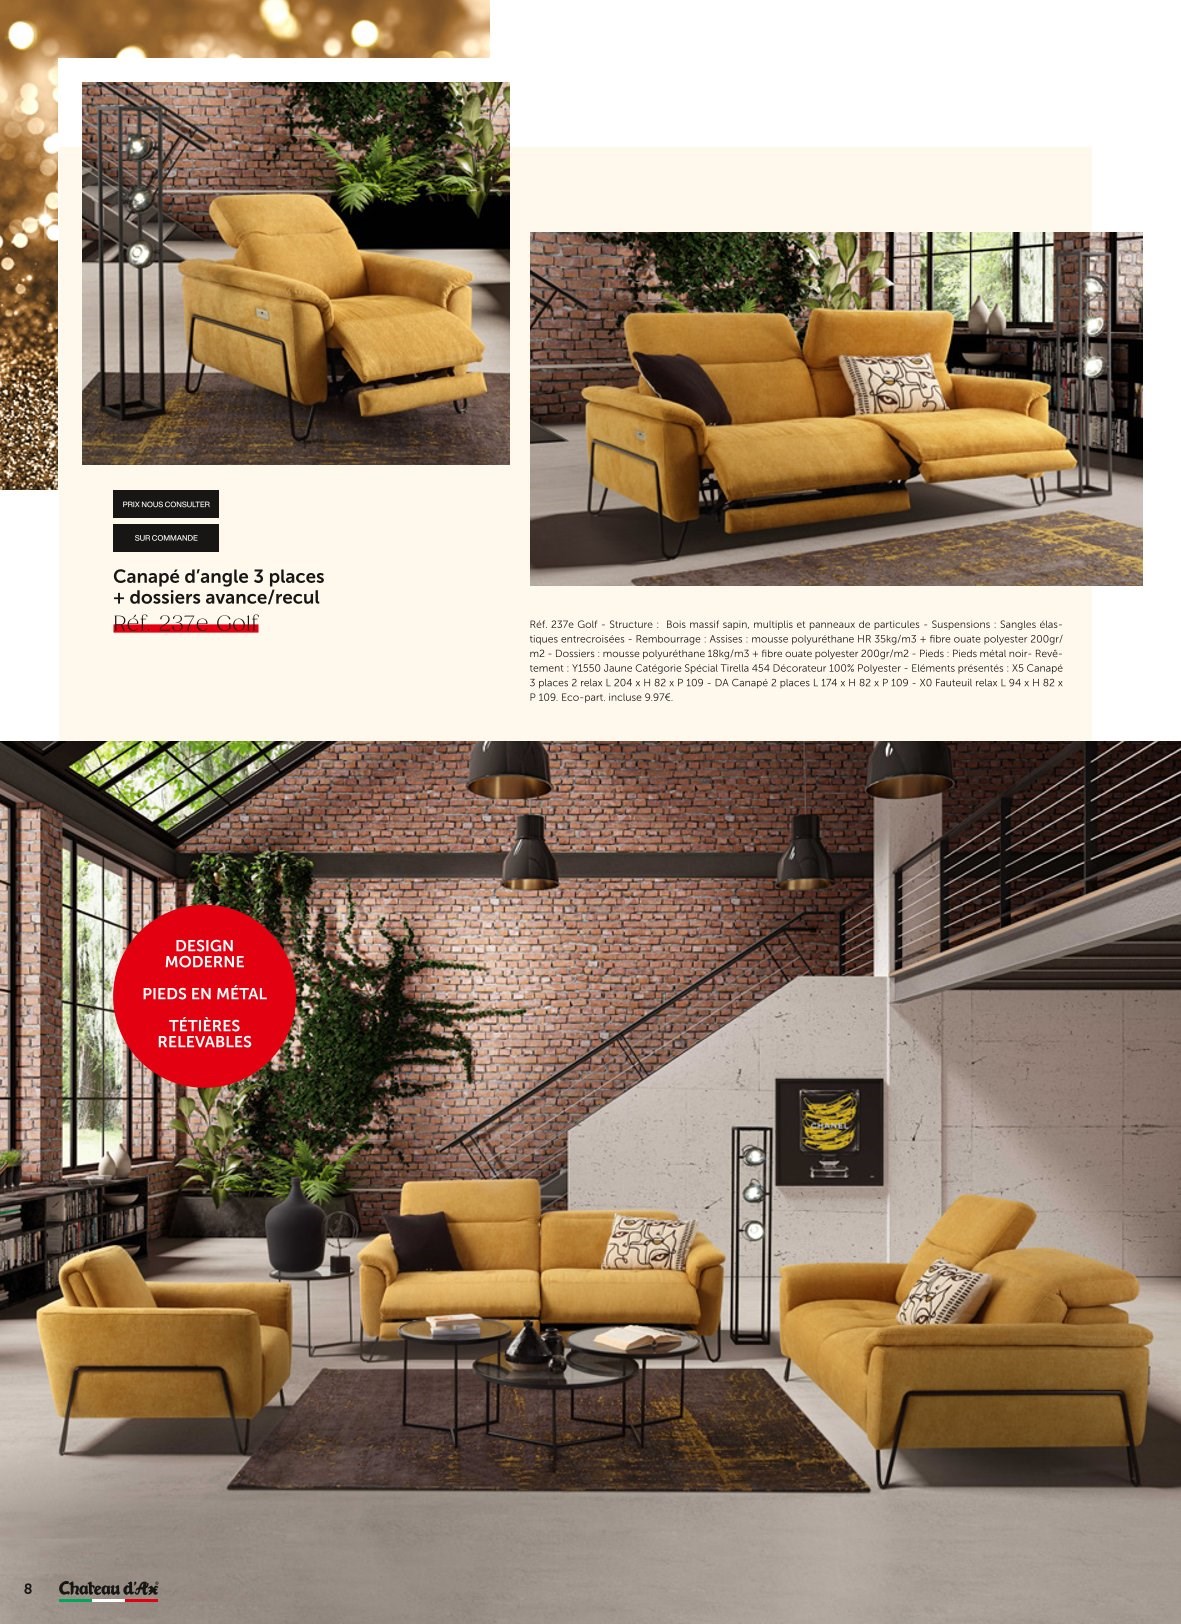 PRIX NOUS CONSULTER
SUR COMMANDE
Canapé d’angle 3 places
+ dossiers avance/recul
Réf. 237e Golf
Réf. 237e Golf - Structure : Bois massif sapin, multiplis et panneaux de particules - Suspensions : Sangles élas-
tiques entrecroisées - Rembourrage : Assises : mousse polyuréthane HR 35kg/m3 + fibre ouate polyester 200gr/
m2 - Dossiers : mousse polyuréthane 18kg/m3 + fibre ouate polyester 200gr/m2 - Pieds : Pieds métal noir- Revê-
tement : Y1550 Jaune Catégorie Spécial Tirella 454 Décorateur 100% Polyester - Eléments présentés : X5 Canapé
3 places 2 relax L 204 x H 82 x P 109 - DA Canapé 2 places L 174 x H 82 x P 109 - X0 Fauteuil relax L 94 x H 82 x
P 109. Eco-part. incluse 9.97€.
DESIGN
MODERNE
PIEDS EN MÉTAL
TÉTIÈRES
RELEVABLES
CHANEL
8 Chateau d'Ax